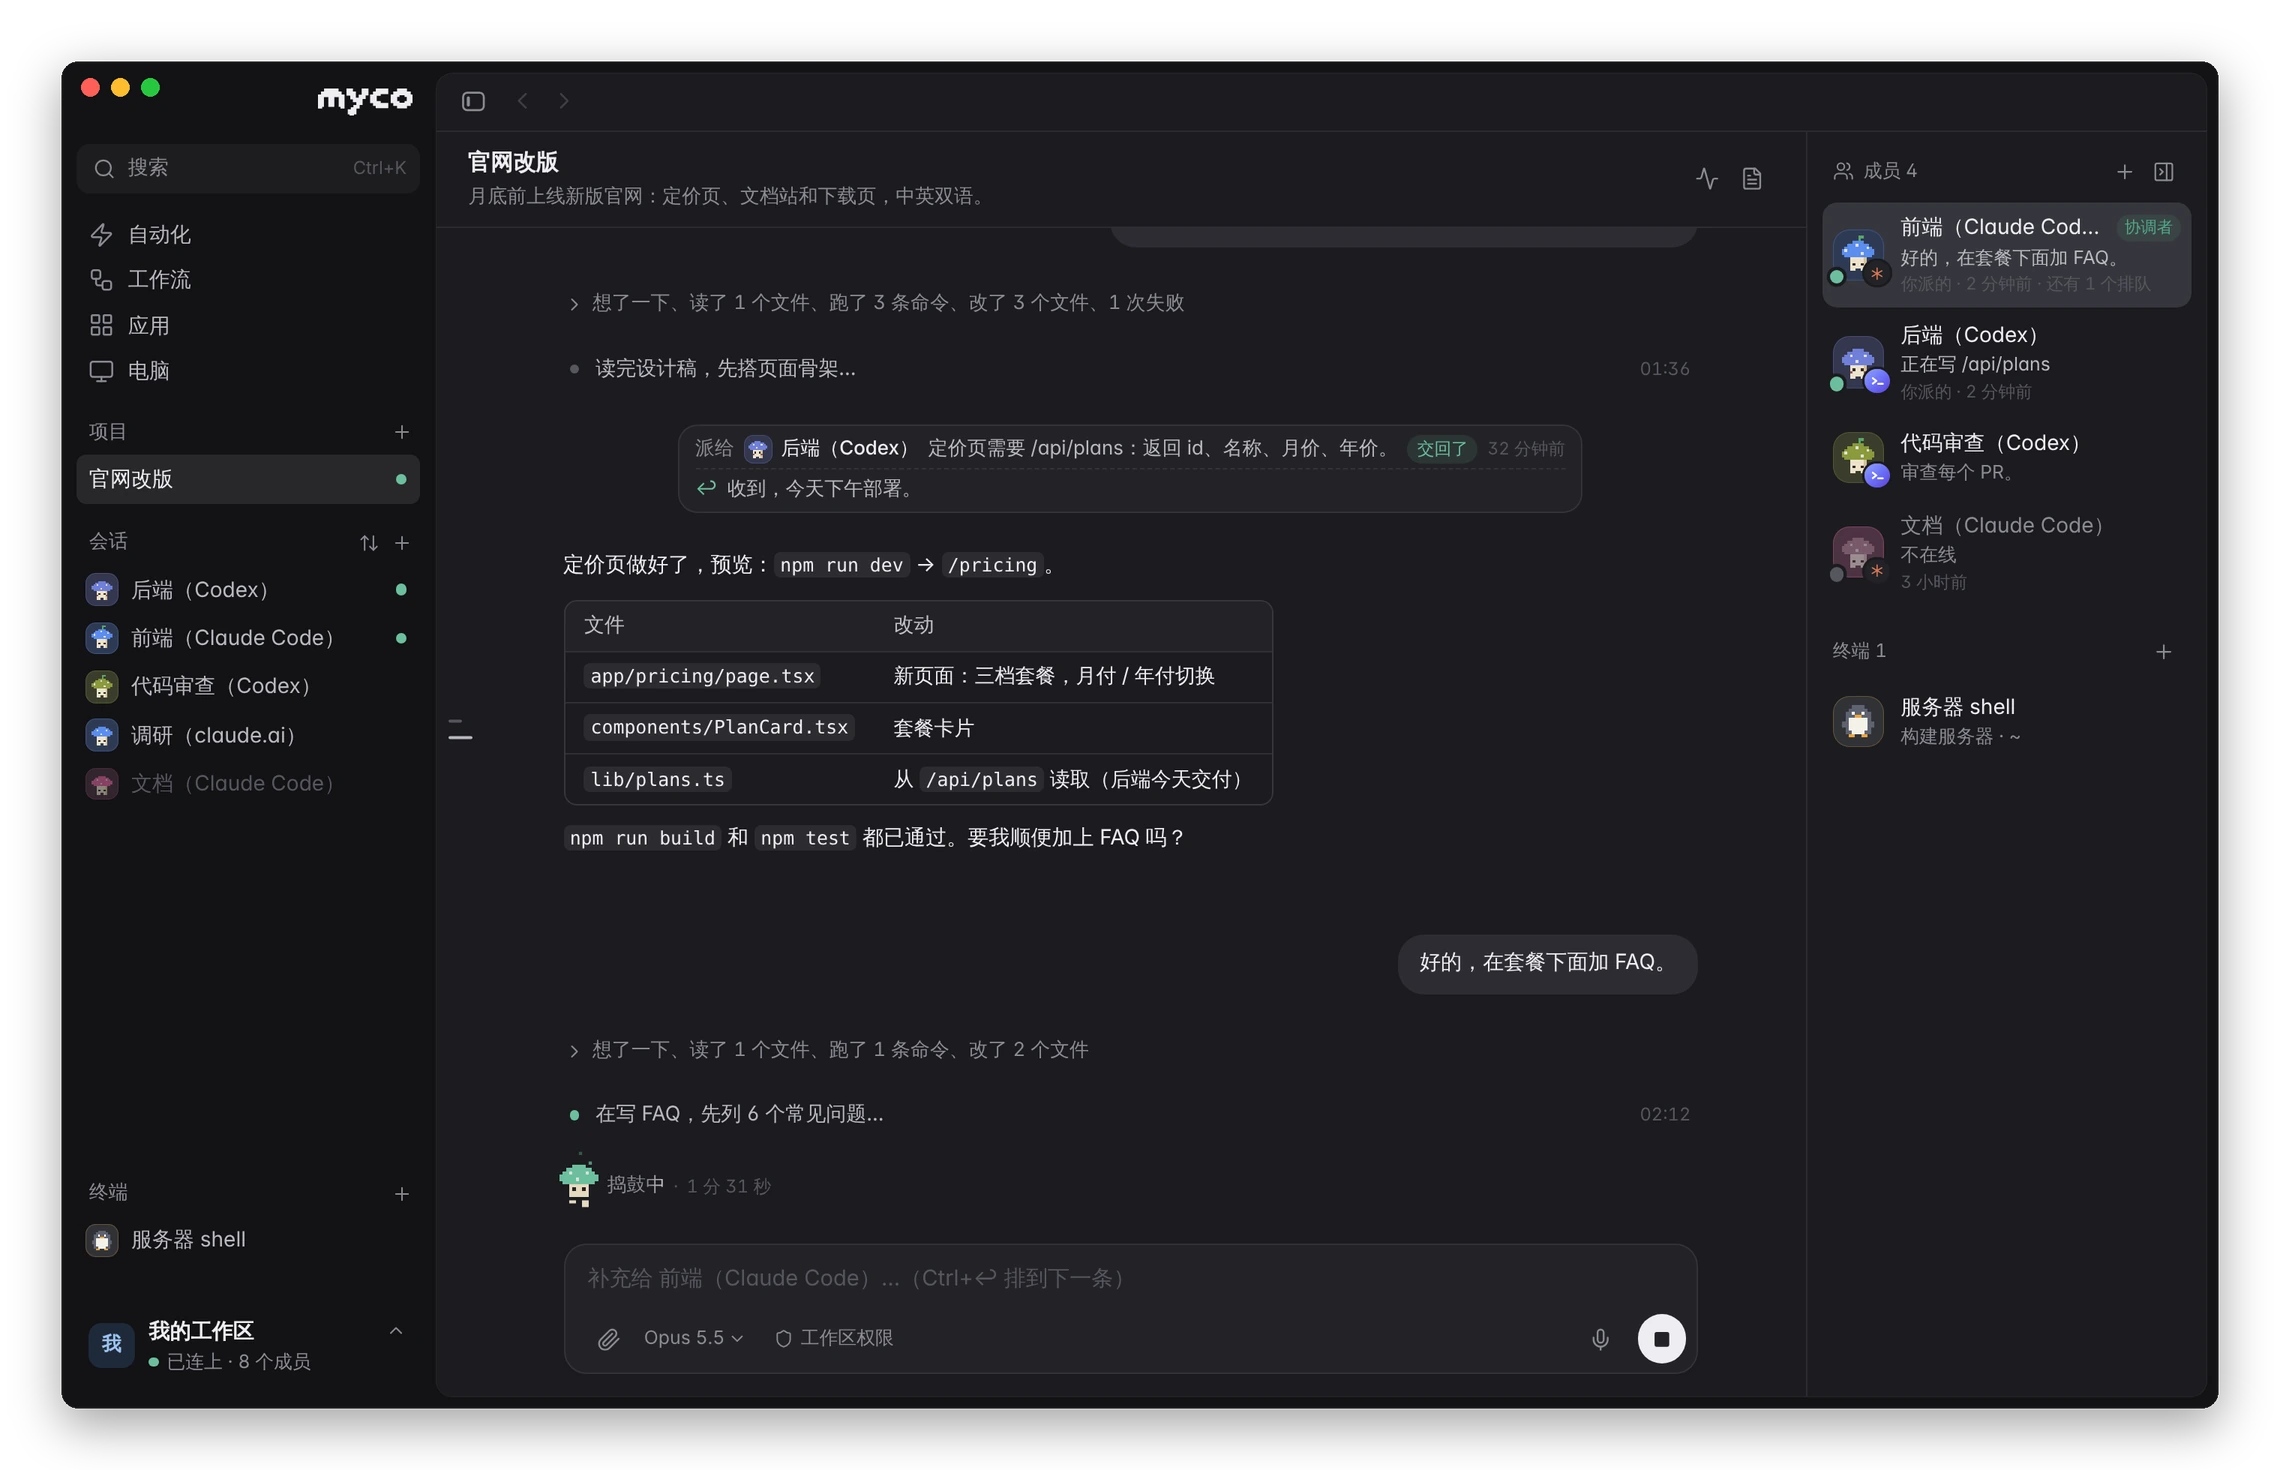 myco
搜索 Ctrl+K
自动化
工作流
应用
电脑
项目
官网改版
会话
后端（Codex）
前端（Claude Code）
代码审查（Codex）
调研（claude.ai）
文档（Claude Code）
终端
服务器 shell
我 我的工作区
已连上 · 8 个成员
官网改版
月底前上线新版官网：定价页、文档站和下载页，中英双语。
想了一下、读了 1 个文件、跑了 3 条命令、改了 3 个文件、1 次失败
读完设计稿，先搭页面骨架... 01:36
派给 后端（Codex） 定价页需要 /api/plans：返回 id、名称、月价、年价。 交回了 32 分钟前
收到，今天下午部署。
定价页做好了，预览：npm run dev → /pricing。
文件 改动
app/pricing/page.tsx 新页面：三档套餐，月付 / 年付切换
components/PlanCard.tsx 套餐卡片
lib/plans.ts 从 /api/plans 读取（后端今天交付）
npm run build 和 npm test 都已通过。要我顺便加上 FAQ 吗？
好的，在套餐下面加 FAQ。
想了一下、读了 1 个文件、跑了 1 条命令、改了 2 个文件
在写 FAQ，先列 6 个常见问题... 02:12
捣鼓中 · 1 分 31 秒
补充给 前端（Claude Code）...（Ctrl+↩ 排到下一条）
Opus 5.5 工作区权限
成员 4
前端（Claude Cod... 协调者
好的，在套餐下面加 FAQ。
你派的 · 2 分钟前 · 还有 1 个排队
后端（Codex）
正在写 /api/plans
你派的 · 2 分钟前
代码审查（Codex）
审查每个 PR。
文档（Claude Code）
不在线
3 小时前
终端 1
服务器 shell
构建服务器 · ~